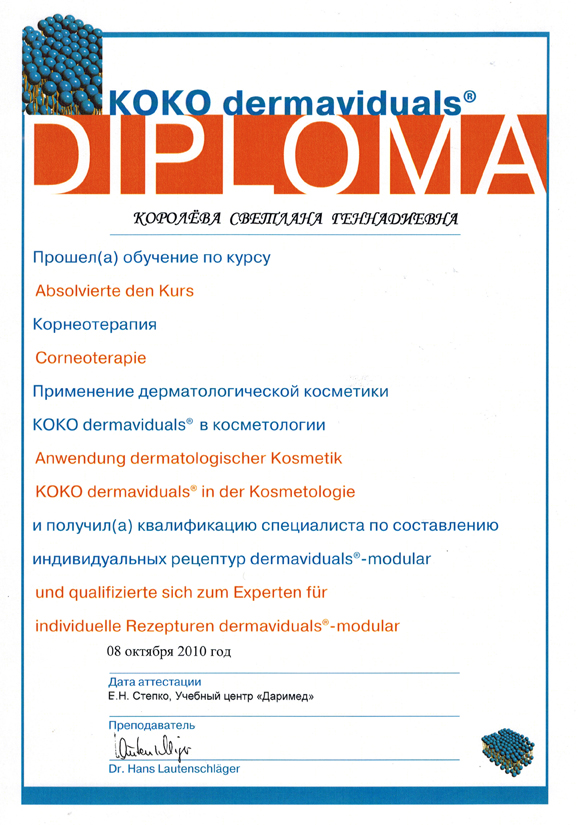 KOKO dermaviduals®
DIPLOMA
КОРОЛЁВА СВЕТЛАНА ГЕННАДИЕВНА
Прошел(а) обучение по курсу
Absolvierte den Kurs
Корнеотерапия
Corneoterapie
Применение дерматологической косметики
KOKO dermaviduals® в косметологии
Anwendung dermatologischer Kosmetik
KOKO dermaviduals® in der Kosmetologie
и получил(а) квалификацию специалиста по составлению
индивидуальных рецептур dermaviduals®-modular
und qualifizierte sich zum Experten für
individuelle Rezepturen dermaviduals®-modular
08 октября 2010 год
Дата аттестации
Е.Н. Степко, Учебный центр «Даримед»
Преподаватель
Dr. Hans Lautenschläger